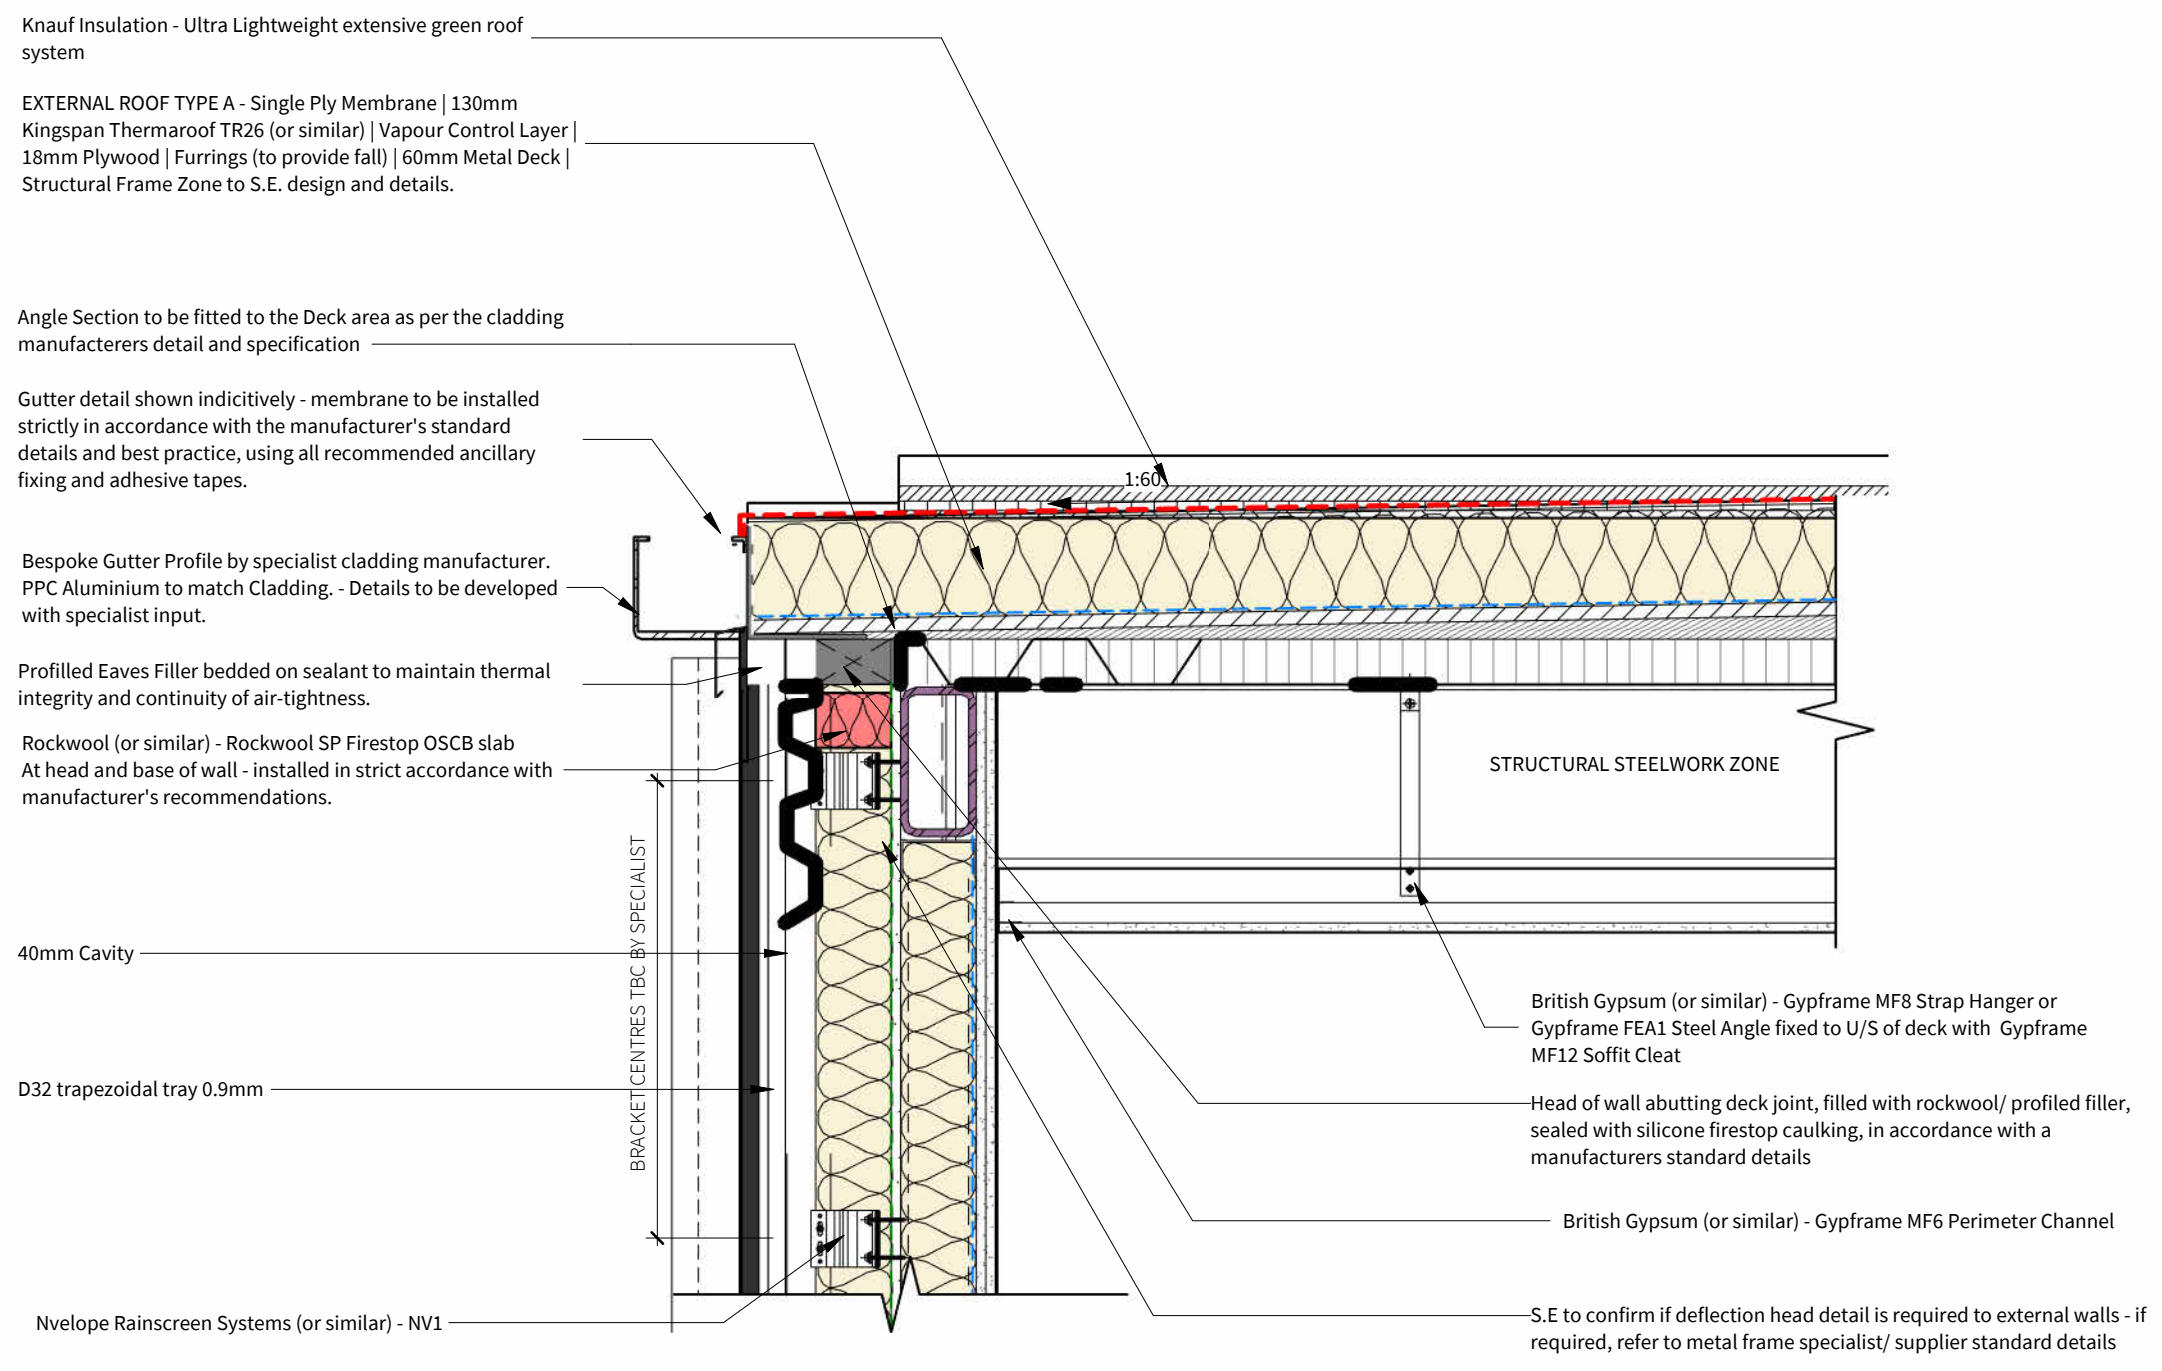 Knauf Insulation - Ultra Lightweight extensive green roof
system
EXTERNAL ROOF TYPE A - Single Ply Membrane | 130mm
Kingspan Thermaroof TR26 (or similar) | Vapour Control Layer |
18mm Plywood | Furrings (to provide fall) | 60mm Metal Deck |
Structural Frame Zone to S.E. design and details.
Angle Section to be fitted to the Deck area as per the cladding
manufacterers detail and specification
Gutter detail shown indicitively - membrane to be installed
strictly in accordance with the manufacturer's standard
details and best practice, using all recommended ancillary
fixing and adhesive tapes.
1:60
Bespoke Gutter Profile by specialist cladding manufacturer.
PPC Aluminium to match Cladding. - Details to be developed
with specialist input.
Profilled Eaves Filler bedded on sealant to maintain thermal
integrity and continuity of air-tightness.
Rockwool (or similar) - Rockwool SP Firestop OSCB slab
At head and base of wall - installed in strict accordance with
manufacturer's recommendations.
STRUCTURAL STEELWORK ZONE
BRACKET CENTRES TBC BY SPECIALIST
40mm Cavity
D32 trapezoidal tray 0.9mm
Nvelope Rainscreen Systems (or similar) - NV1
British Gypsum (or similar) - Gypframe MF8 Strap Hanger or
Gypframe FEA1 Steel Angle fixed to U/S of deck with Gypframe
MF12 Soffit Cleat
Head of wall abutting deck joint, filled with rockwool/ profiled filler,
sealed with silicone firestop caulking, in accordance with a
manufacturers standard details
British Gypsum (or similar) - Gypframe MF6 Perimeter Channel
S.E to confirm if deflection head detail is required to external walls - if
required, refer to metal frame specialist/ supplier standard details